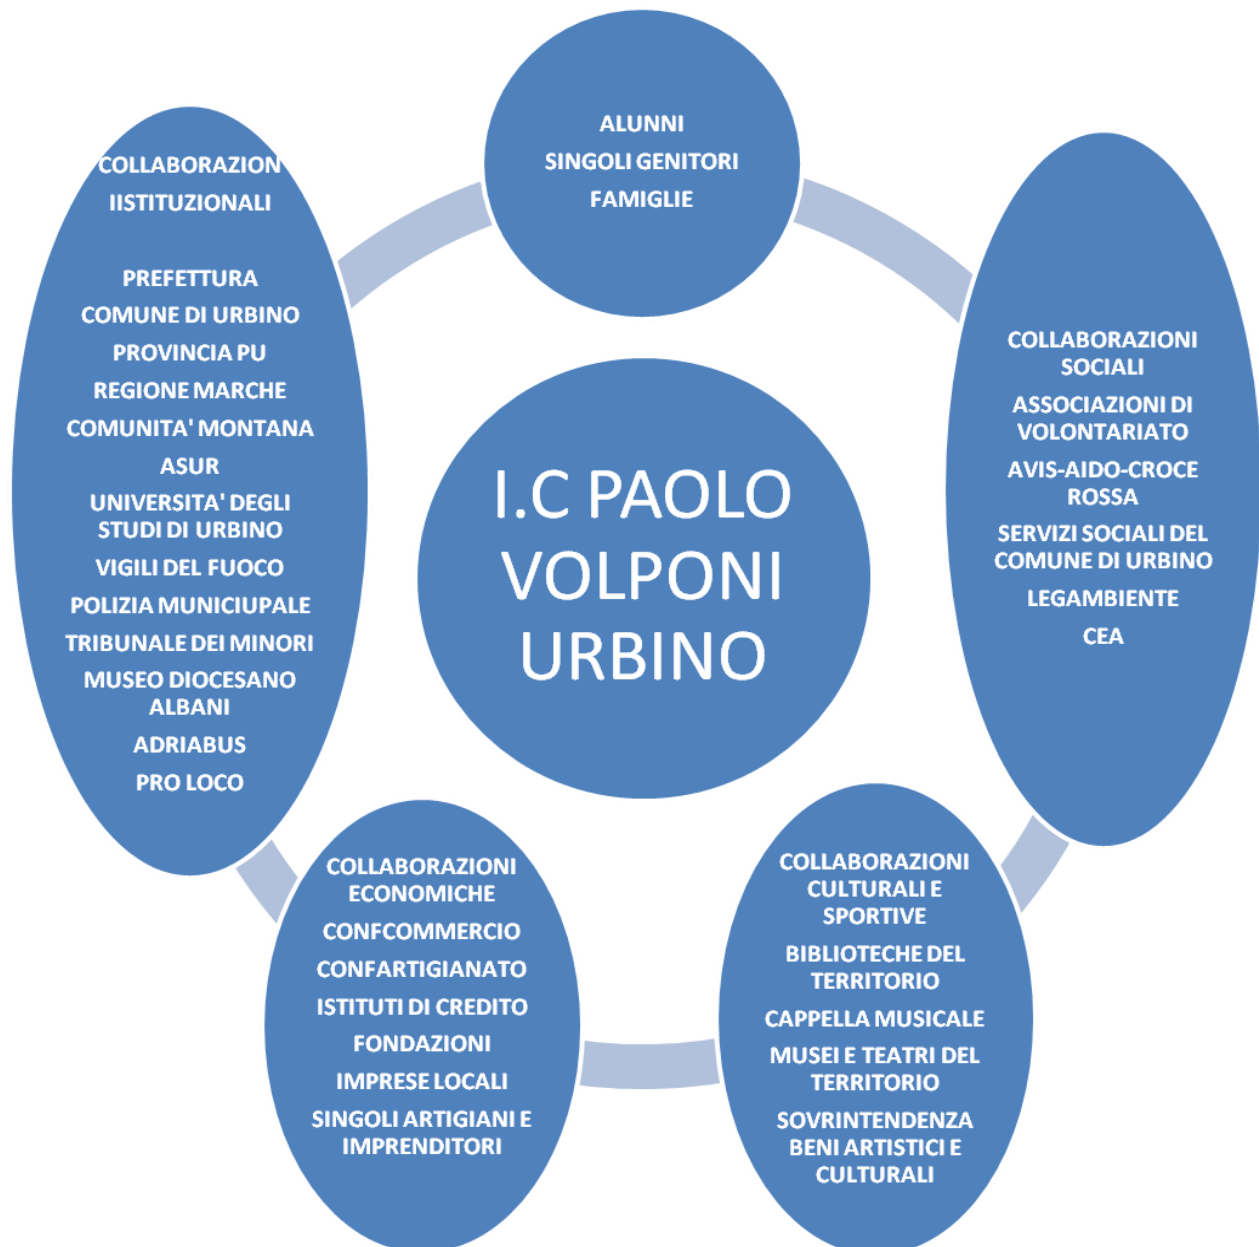 ALUNNI
SINGOLI GENITORI
FAMIGLIE
COLLABORAZION
IISTITUZIONALI
PREFETTURA
COMUNE DI URBINO
PROVINCIA PU
REGIONE MARCHE
COMUNITA' MONTANA
ASUR
UNIVERSITA' DEGLI
STUDI DI URBINO
VIGILI DEL FUOCO
POLIZIA MUNICIUPALE
TRIBUNALE DEI MINORI
MUSEO DIOCESANO
ALBANI
ADRIABUS
PRO LOCO
I.C PAOLO
VOLPONI
URBINO
COLLABORAZIONI
SOCIALI
ASSOCIAZIONI DI
VOLONTARIATO
AVIS-AIDO-CROCE
ROSSA
SERVIZI SOCIALI DEL
COMUNE DI URBINO
LEGAMBIENTE
CEA
COLLABORAZIONI
ECONOMICHE
CONFCOMMERCIO
CONFARTIGIANATO
ISTITUTI DI CREDITO
FONDAZIONI
IMPRESE LOCALI
SINGOLI ARTIGIANI E
IMPRENDITORI
COLLABORAZIONI
CULTURALI E
SPORTIVE
BIBLIOTECHE DEL
TERRITORIO
CAPPELLA MUSICALE
MUSEI E TEATRI DEL
TERRITORIO
SOVRINTENDENZA
BENI ARTISTICI E
CULTURALI